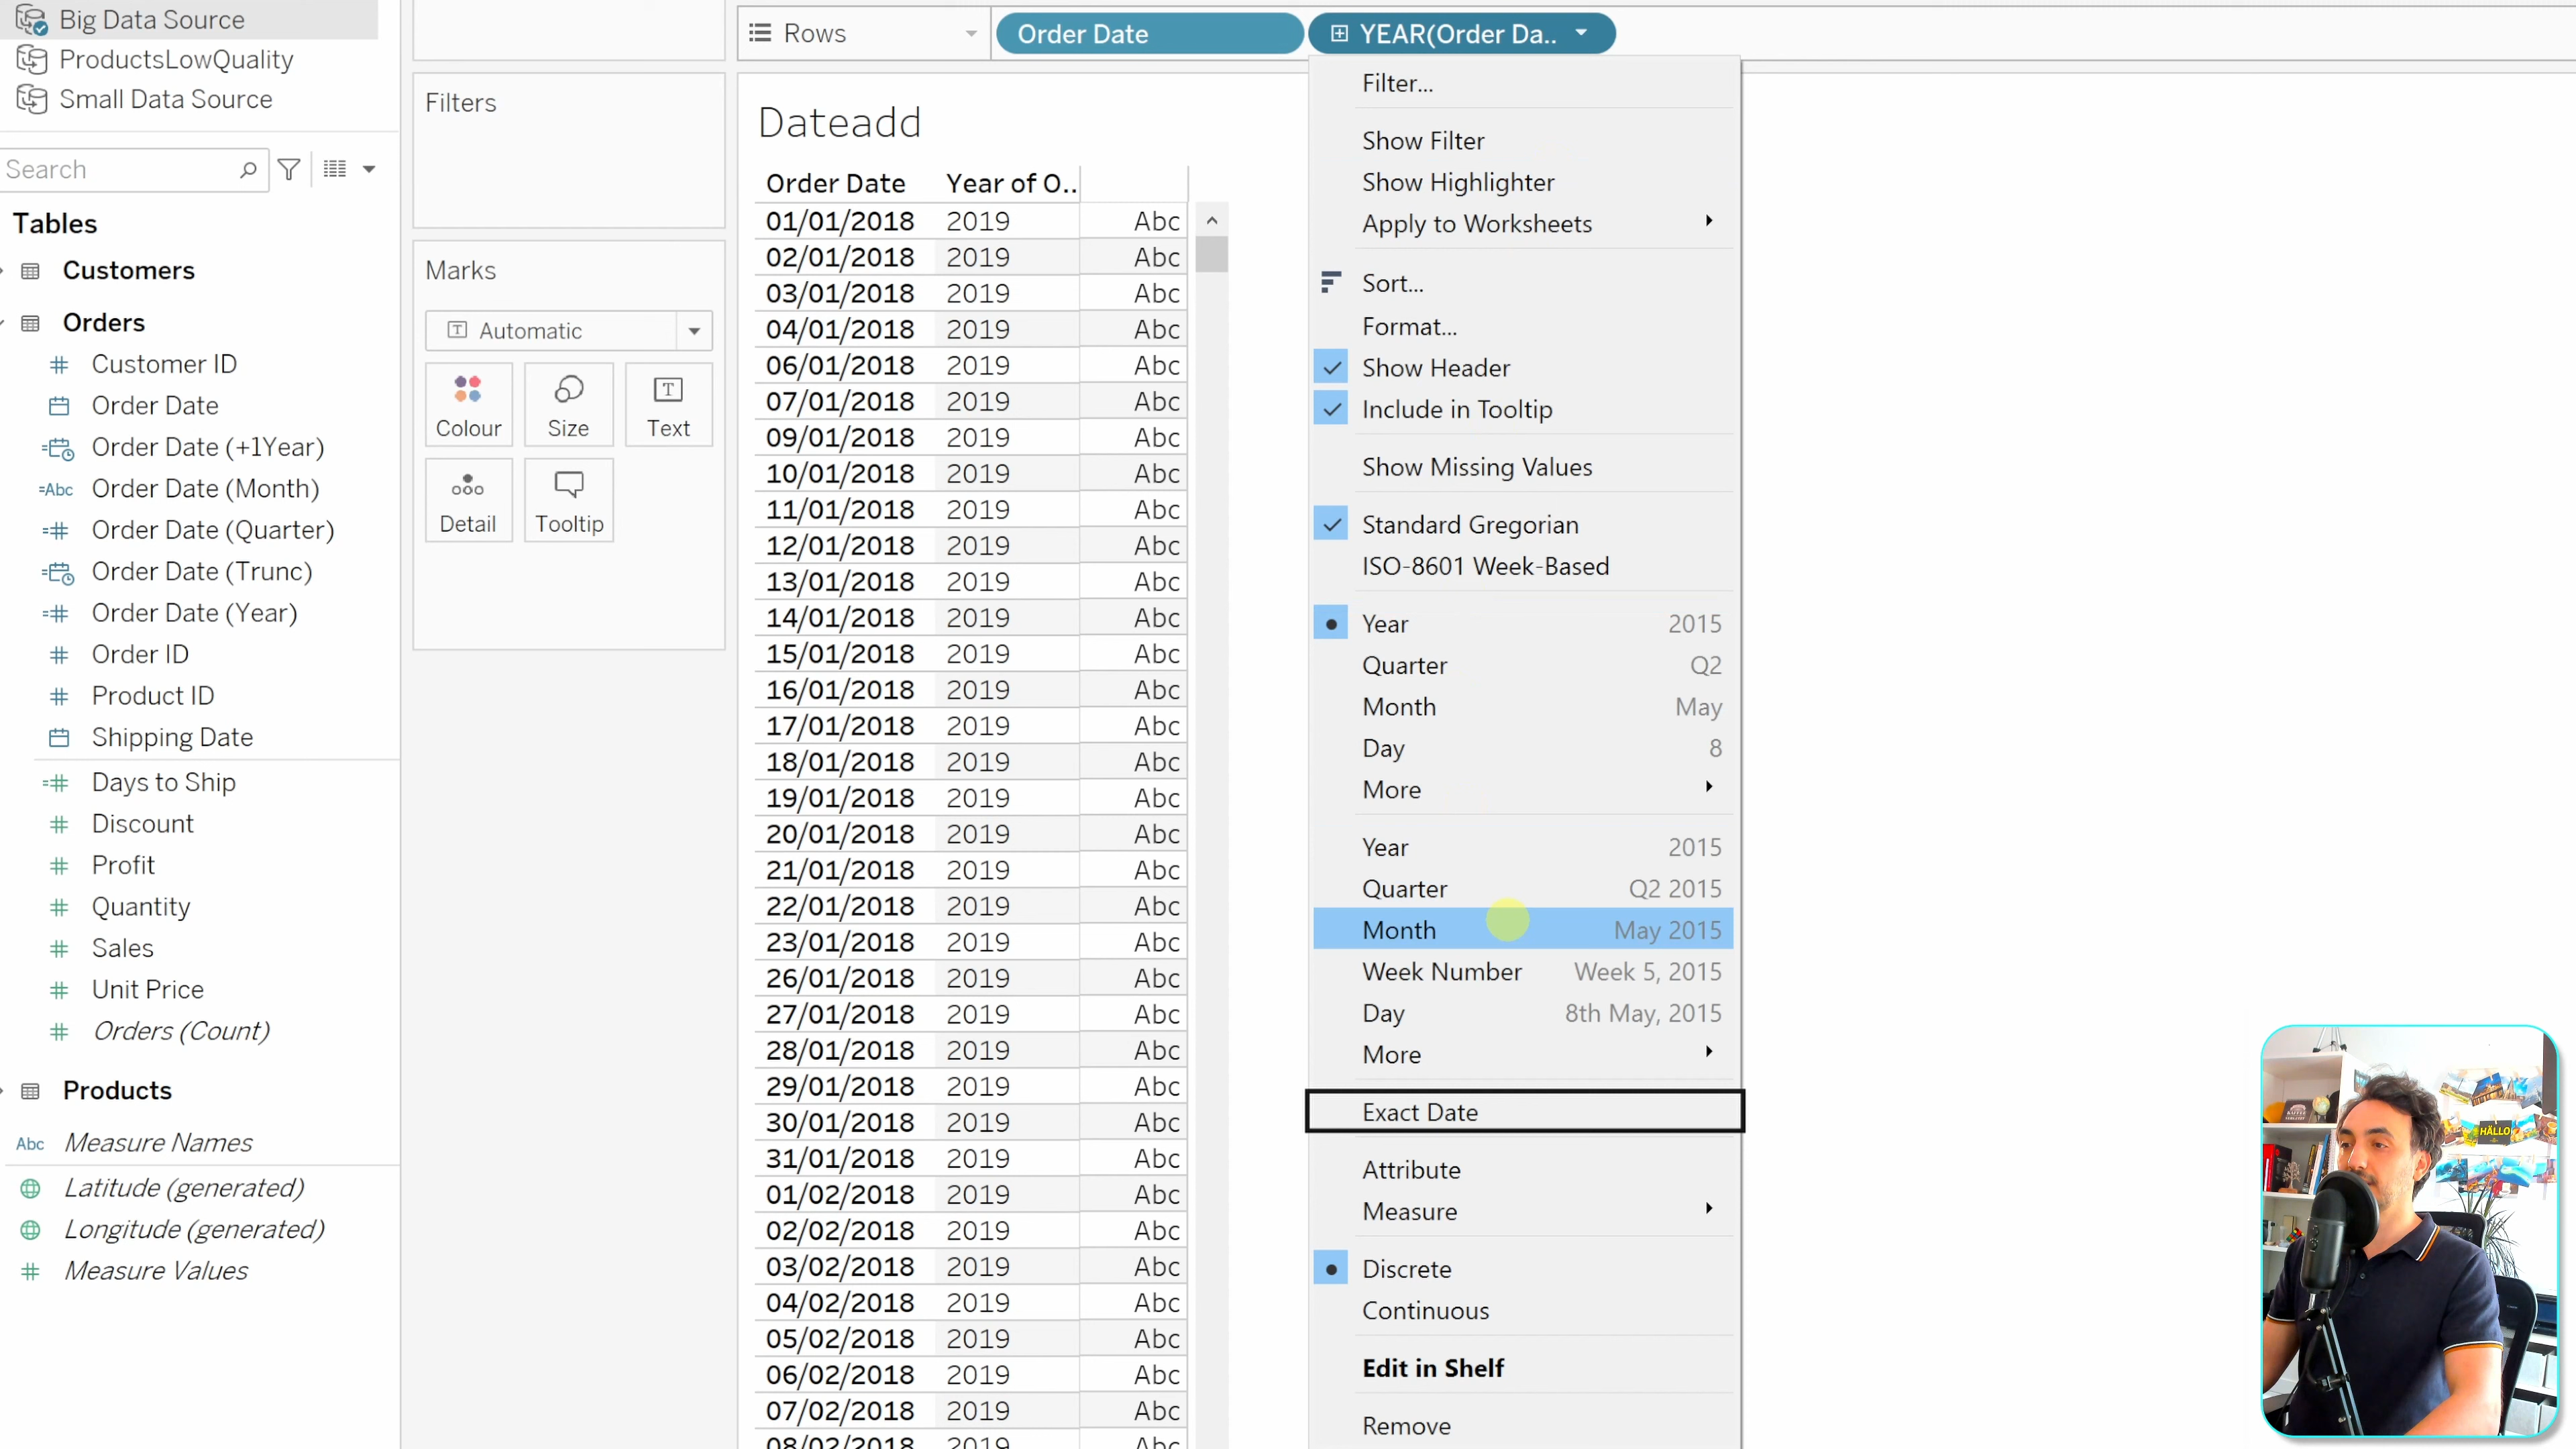 Big Data Source
ProductsLowQuality
Small Data Source
Search
Tables
Customers
Orders
Customer ID
Order Date
Order Date (+1Year)
=Abc Order Date (Month)
Order Date (Quarter)
Order Date (Trunc)
Order Date (Year)
Order ID
Product ID
Shipping Date
Days to Ship
Discount
Profit
Quantity
Sales
Unit Price
Orders (Count)
Products
Abc Measure Names
Latitude (generated)
Longitude (generated)
Measure Values
Filters
Marks
Automatic
Colour Size Text
Detail Tooltip
Rows Order Date YEAR(Order Da..
Dateadd
Order Date Year of O..
01/01/2018 2019 Abc
02/01/2018 2019 Abc
03/01/2018 2019 Abc
04/01/2018 2019 Abc
06/01/2018 2019 Abc
07/01/2018 2019 Abc
09/01/2018 2019 Abc
10/01/2018 2019 Abc
11/01/2018 2019 Abc
12/01/2018 2019 Abc
13/01/2018 2019 Abc
14/01/2018 2019 Abc
15/01/2018 2019 Abc
16/01/2018 2019 Abc
17/01/2018 2019 Abc
18/01/2018 2019 Abc
19/01/2018 2019 Abc
20/01/2018 2019 Abc
21/01/2018 2019 Abc
22/01/2018 2019 Abc
23/01/2018 2019 Abc
26/01/2018 2019 Abc
27/01/2018 2019 Abc
28/01/2018 2019 Abc
29/01/2018 2019 Abc
30/01/2018 2019 Abc
31/01/2018 2019 Abc
01/02/2018 2019 Abc
02/02/2018 2019 Abc
03/02/2018 2019 Abc
04/02/2018 2019 Abc
05/02/2018 2019 Abc
06/02/2018 2019 Abc
07/02/2018 2019 Abc
08/02/2018 2019 Abc
Filter...
Show Filter
Show Highlighter
Apply to Worksheets
Sort...
Format...
Show Header
Include in Tooltip
Show Missing Values
Standard Gregorian
ISO-8601 Week-Based
Year 2015
Quarter Q2
Month May
Day 8
More
Year 2015
Quarter Q2 2015
Month May 2015
Week Number Week 5, 2015
Day 8th May, 2015
More
Exact Date
Attribute
Measure
Discrete
Continuous
Edit in Shelf
Remove
HALLO